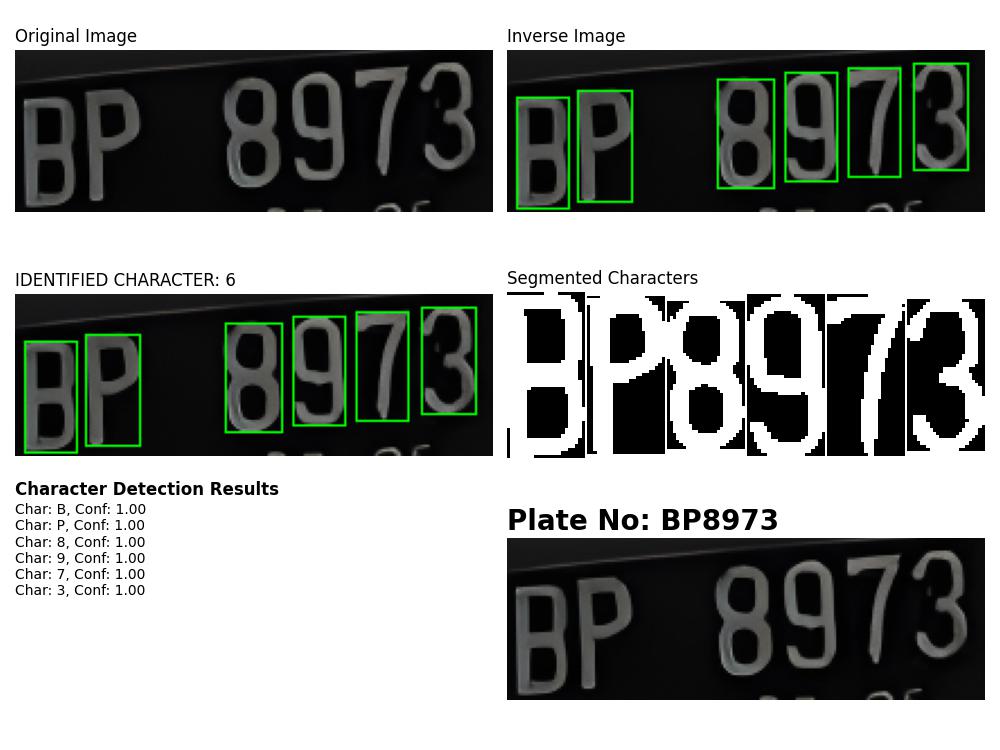 Original Image
BP 8973
Inverse Image
BP 8973
IDENTIFIED CHARACTER: 6
BP 8973
Segmented Characters
BP8973
Character Detection Results
Char: B, Conf: 1.00
Char: P, Conf: 1.00
Char: 8, Conf: 1.00
Char: 9, Conf: 1.00
Char: 7, Conf: 1.00
Char: 3, Conf: 1.00
Plate No: BP8973
BP 8973